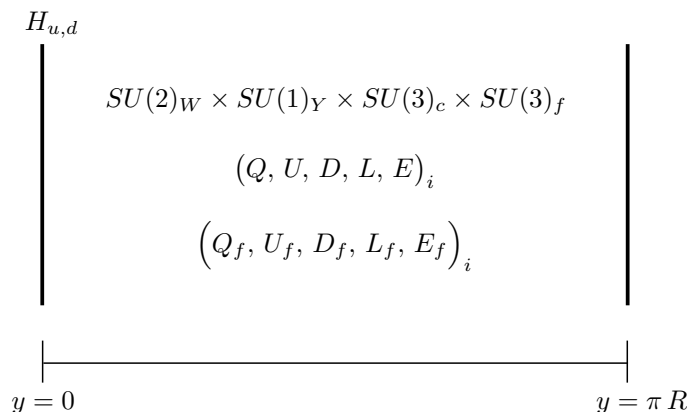 H_{u,d}
SU(2)_W × SU(1)_Y × SU(3)_c × SU(3)_f
(Q, U, D, L, E)_i
(Q_f, U_f, D_f, L_f, E_f)_i
y = 0
y = π R